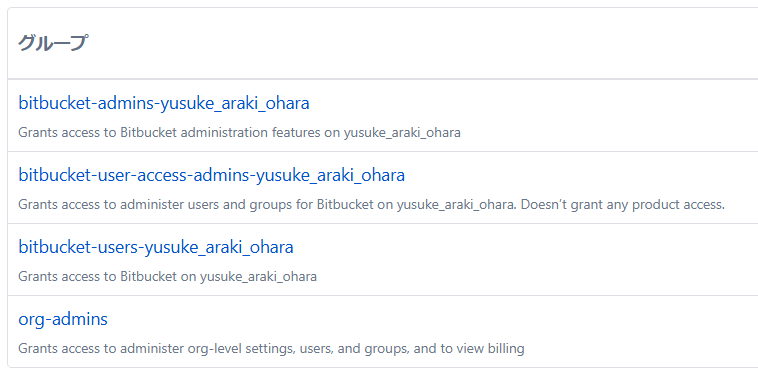 グループ
bitbucket-admins-yusuke_araki_ohara
Grants access to Bitbucket administration features on yusuke_araki_ohara
bitbucket-user-access-admins-yusuke_araki_ohara
Grants access to administer users and groups for Bitbucket on yusuke_araki_ohara. Doesn’t grant any product access.
bitbucket-users-yusuke_araki_ohara
Grants access to Bitbucket on yusuke_araki_ohara
org-admins
Grants access to administer org-level settings, users, and groups, and to view billing